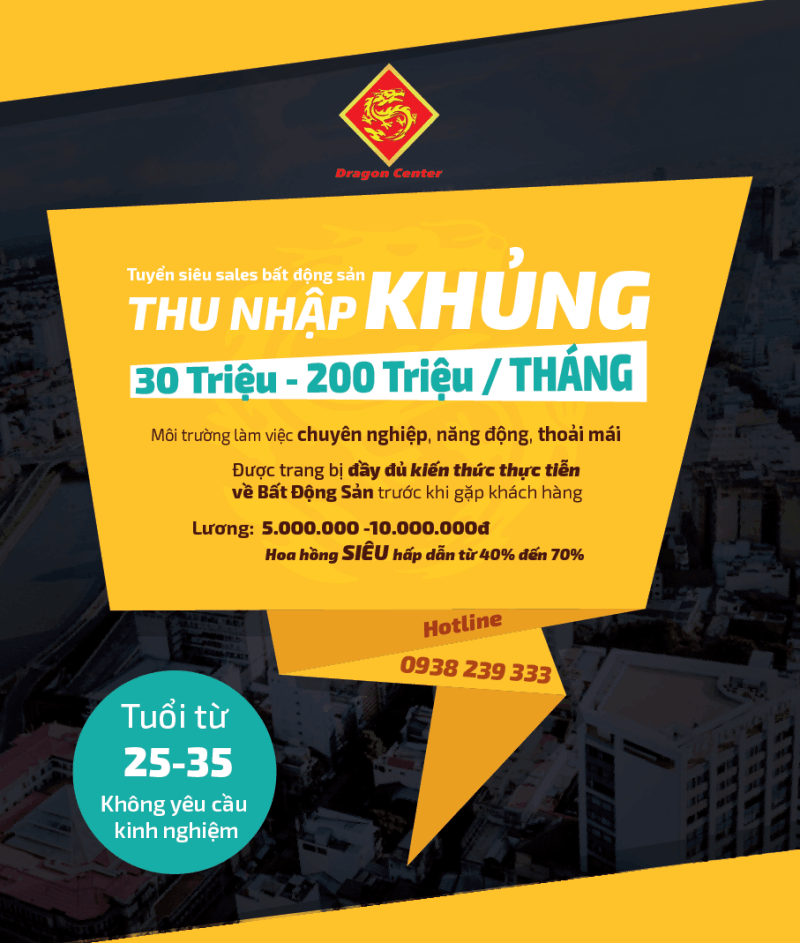 Dragon Center
Tuyển siêu sales bất động sản
THU NHẬP KHỦNG
30 Triệu - 200 Triệu / THÁNG
Môi trường làm việc chuyên nghiệp, năng động, thoải mái
Được trang bị đầy đủ kiến thức thực tiễn
về Bất Động Sản trước khi gặp khách hàng
Lương: 5.000.000 -10.000.000đ
Hoa hồng SIÊU hấp dẫn từ 40% đến 70%
Hotline
0938 239 333
Tuổi từ
25-35
Không yêu cầu
kinh nghiệm